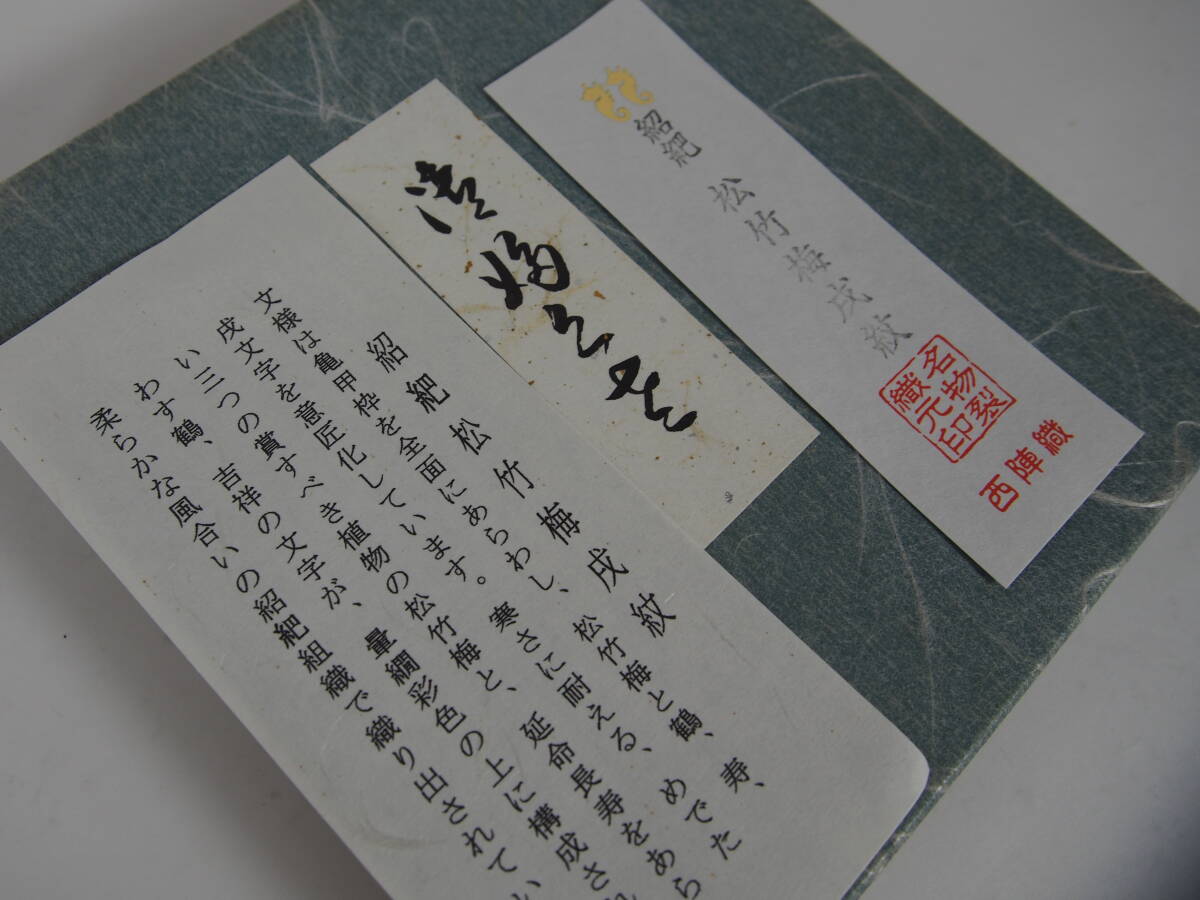 紹紦 松竹梅戌紋
名物裂
織元印
西陣織
紹紦 松竹梅戌紋
文様は亀甲枠を全面にあらわし、松竹梅と鶴、寿、
戌文字を意匠化しています。寒さに耐える、めでた
い三つの賞すべき植物の松竹梅と、延命長寿をあら
わす鶴、吉祥の文字が、暈繝彩色の上に構成され
柔らかな風合いの紹紦組織で織り出されてい